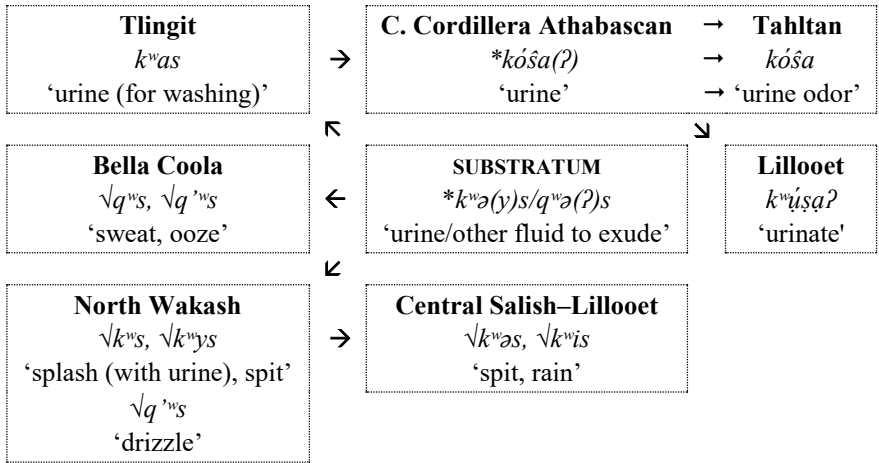 Tlingit
kʷas
‘urine (for washing)’
→
C. Cordillera Athabascan → Tahltan
*kóŝa(ʔ) → kóŝa
‘urine’ → ‘urine odor’
↖ ↘
Bella Coola
√qʷs, √q’ʷs
‘sweat, ooze’
←
SUBSTRATUM
*kʷə(y)s/qʷə(ʔ)s
‘urine/other fluid to exude’
Lillooet
kʷụ́ṣạʔ
‘urinate'
↙
North Wakash
√kʷs, √kʷys
‘splash (with urine), spit’
√q’ʷs
‘drizzle’
→
Central Salish–Lillooet
√kʷəs, √kʷis
‘spit, rain’